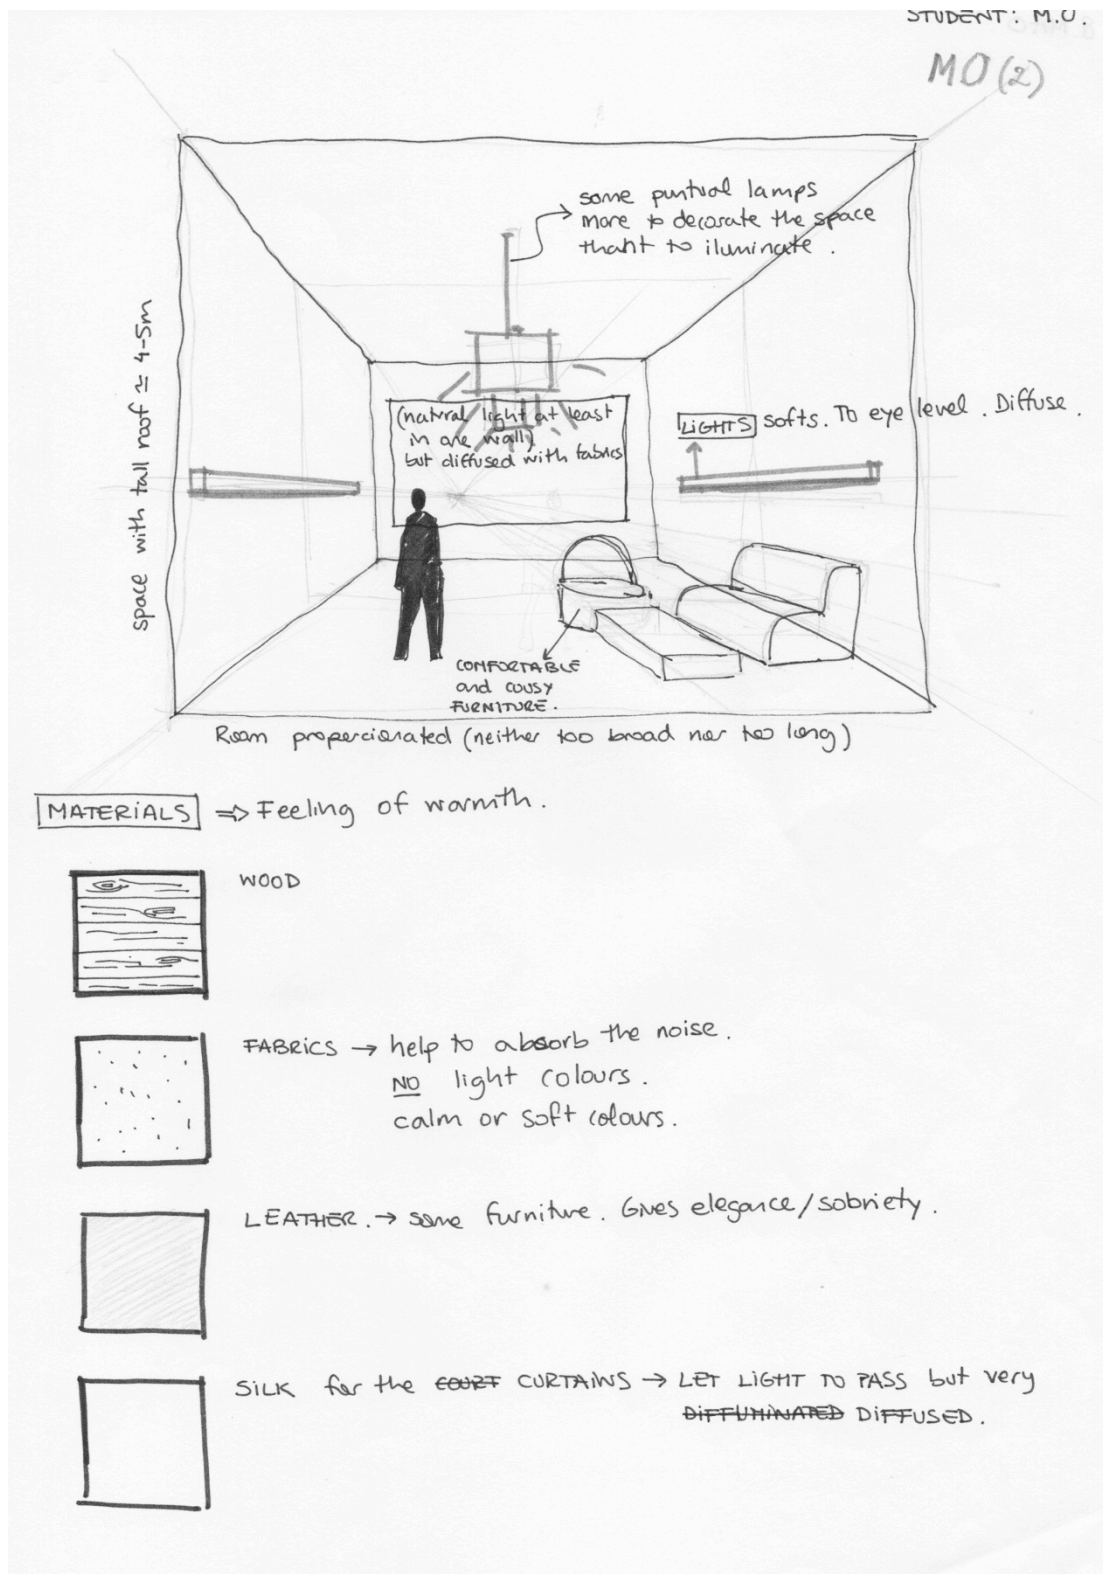 STUDENT: M.O.
MO (2)
some puntual lamps
more to decorate the space
thant to iluminate.
space with tall roof ≃ 4-5m
(natural light at least
in one wall)
but diffused with fabrics
LIGHTS softs. To eye level. Diffuse.
COMFORTABLE
and cousy
FURNITURE.
Room propercionated (neither too broad nor too long)
MATERIALS ⇒ Feeling of warmth.
WOOD
FABRICS → help to absorb the noise.
NO light colours.
calm or soft colours.
LEATHER. → some furniture. Gives elegance/sobriety.
SILK for the COURT CURTAINS → LET LIGHT TO PASS but very
DIFFUMINATED DIFFUSED.